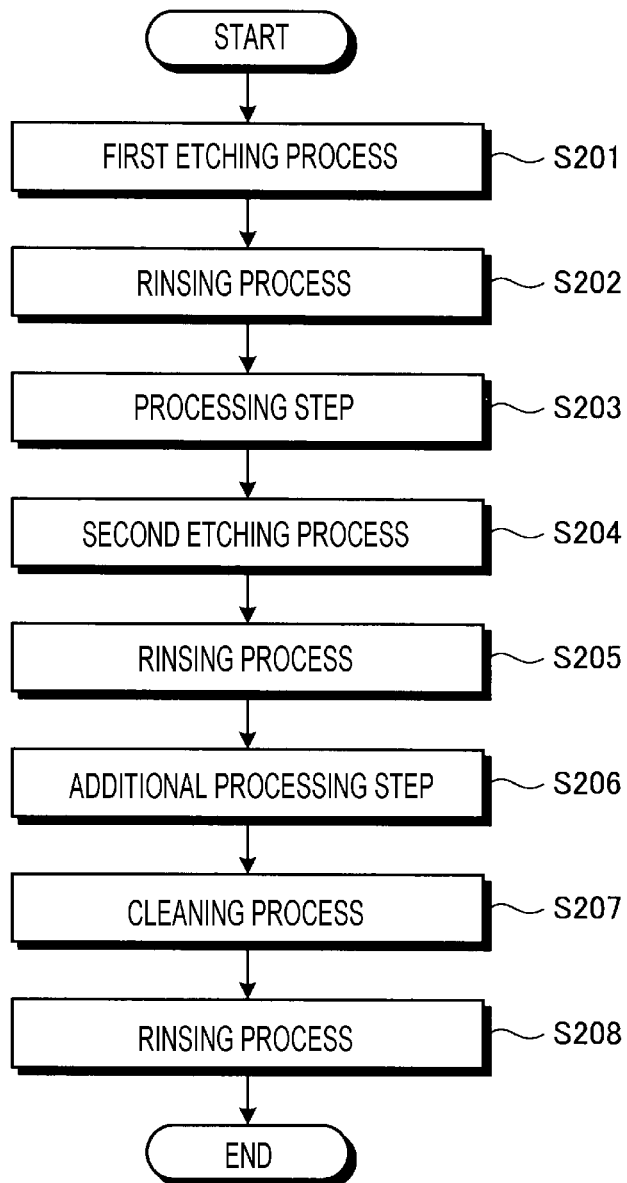 START
FIRST ETCHING PROCESS S201
RINSING PROCESS S202
PROCESSING STEP S203
SECOND ETCHING PROCESS S204
RINSING PROCESS S205
ADDITIONAL PROCESSING STEP S206
CLEANING PROCESS S207
RINSING PROCESS S208
END